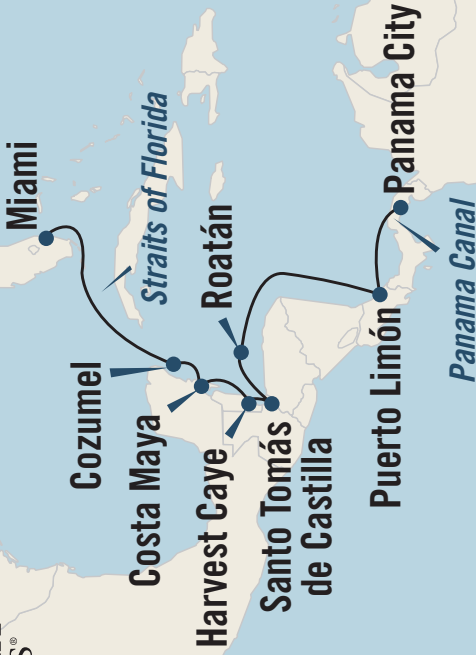 Miami
Straits of Florida
Cozumel
Costa Maya
Roatán
Harvest Caye
Santo Tomás
de Castilla
Puerto Limón
Panama City
Panama Canal